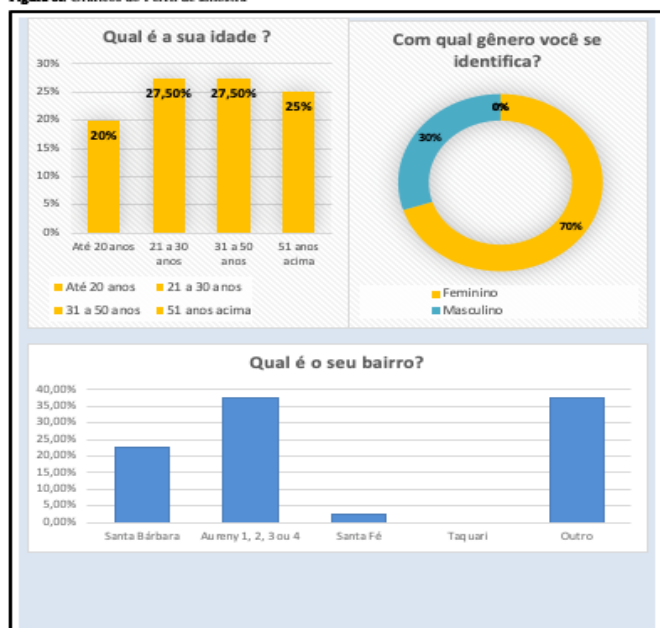 Qual é a sua idade ?
30%
25%
20%
15%
10%
5%
0%
20%
27,50%
27,50%
25%
Até 20 anos
21 a 30 anos
31 a 50 anos
51 anos acima
Até 20 anos
21 a 30 anos
31 a 50 anos
51 anos acima
Com qual gênero você se
identifica?
0%
30%
70%
Feminino
Masculino
Qual é o seu bairro?
40,00%
35,00%
30,00%
25,00%
20,00%
15,00%
10,00%
5,00%
0,00%
Santa Bárbara
Aureny 1, 2, 3 ou 4
Santa Fé
Taquari
Outro